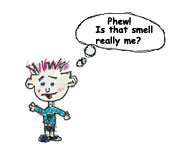 Phew!
Is that smell
really me?